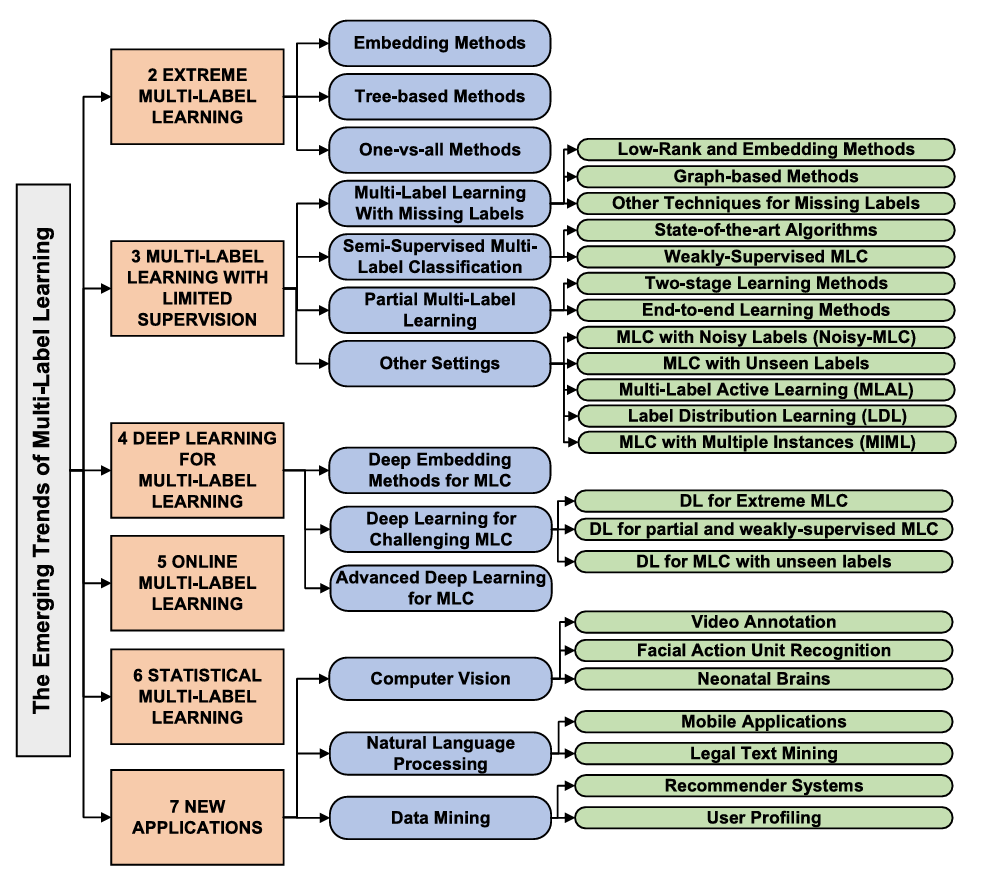 The Emerging Trends of Multi-Label Learning
2 EXTREME
MULTI-LABEL
LEARNING
Embedding Methods
Tree-based Methods
One-vs-all Methods
3 MULTI-LABEL
LEARNING WITH
LIMITED
SUPERVISION
Multi-Label Learning
With Missing Labels
Low-Rank and Embedding Methods
Graph-based Methods
Other Techniques for Missing Labels
Semi-Supervised Multi-
Label Classification
State-of-the-art Algorithms
Weakly-Supervised MLC
Partial Multi-Label
Learning
Two-stage Learning Methods
End-to-end Learning Methods
Other Settings
MLC with Noisy Labels (Noisy-MLC)
MLC with Unseen Labels
Multi-Label Active Learning (MLAL)
Label Distribution Learning (LDL)
MLC with Multiple Instances (MIML)
4 DEEP LEARNING
FOR
MULTI-LABEL
LEARNING
Deep Embedding
Methods for MLC
Deep Learning for
Challenging MLC
DL for Extreme MLC
DL for partial and weakly-supervised MLC
DL for MLC with unseen labels
Advanced Deep Learning
for MLC
5 ONLINE
MULTI-LABEL
LEARNING
6 STATISTICAL
MULTI-LABEL
LEARNING
7 NEW
APPLICATIONS
Computer Vision
Video Annotation
Facial Action Unit Recognition
Neonatal Brains
Natural Language
Processing
Mobile Applications
Legal Text Mining
Data Mining
Recommender Systems
User Profiling